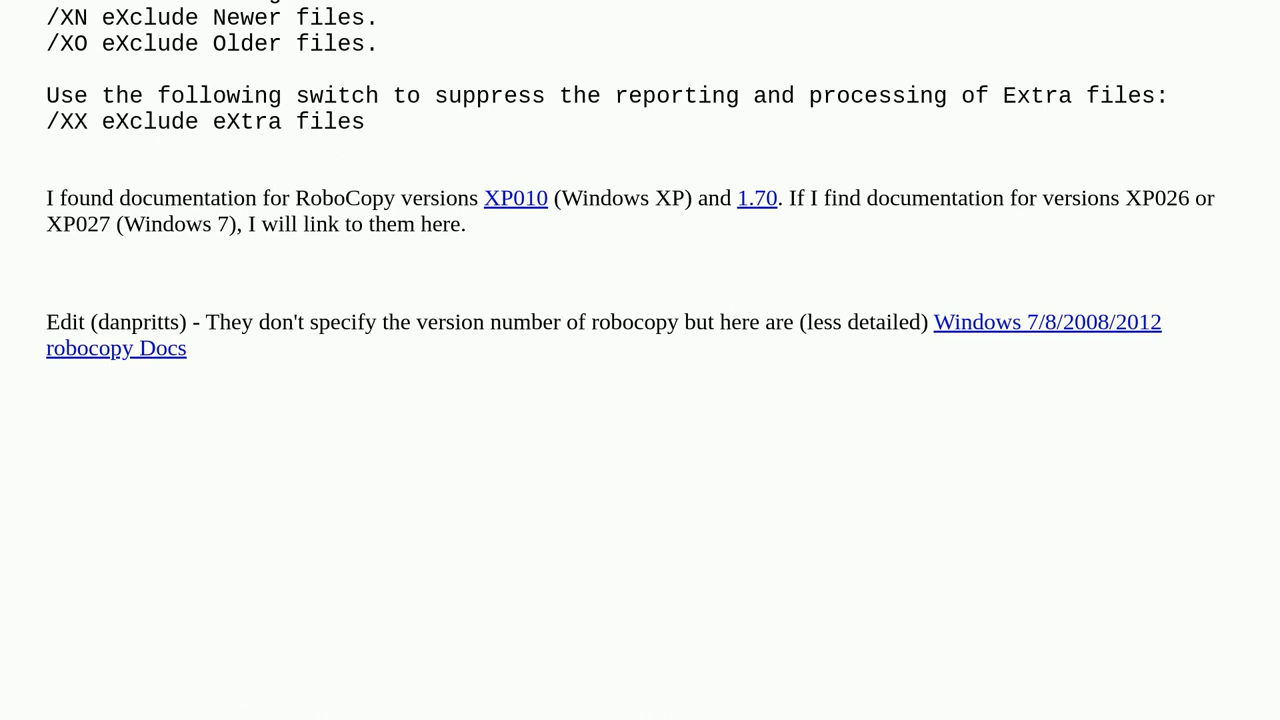 /XN eXclude Newer files.
/XO eXclude Older files.
Use the following switch to suppress the reporting and processing of Extra files:
/XX eXclude eXtra files
I found documentation for RoboCopy versions XP010 (Windows XP) and 1.70. If I find documentation for versions XP026 or
XP027 (Windows 7), I will link to them here.
Edit (danpritts) - They don't specify the version number of robocopy but here are (less detailed) Windows 7/8/2008/2012
robocopy Docs